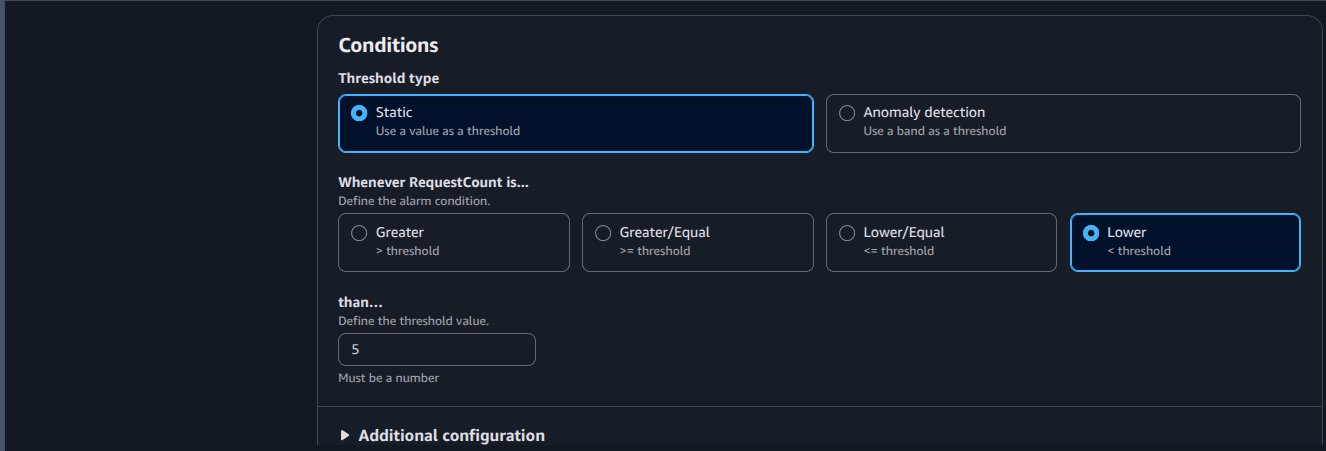 Conditions
Threshold type
Static
Use a value as a threshold
Anomaly detection
Use a band as a threshold
Whenever RequestCount is...
Define the alarm condition.
Greater
> threshold
Greater/Equal
>= threshold
Lower/Equal
<= threshold
Lower
< threshold
than...
Define the threshold value.
5
Must be a number
Additional configuration